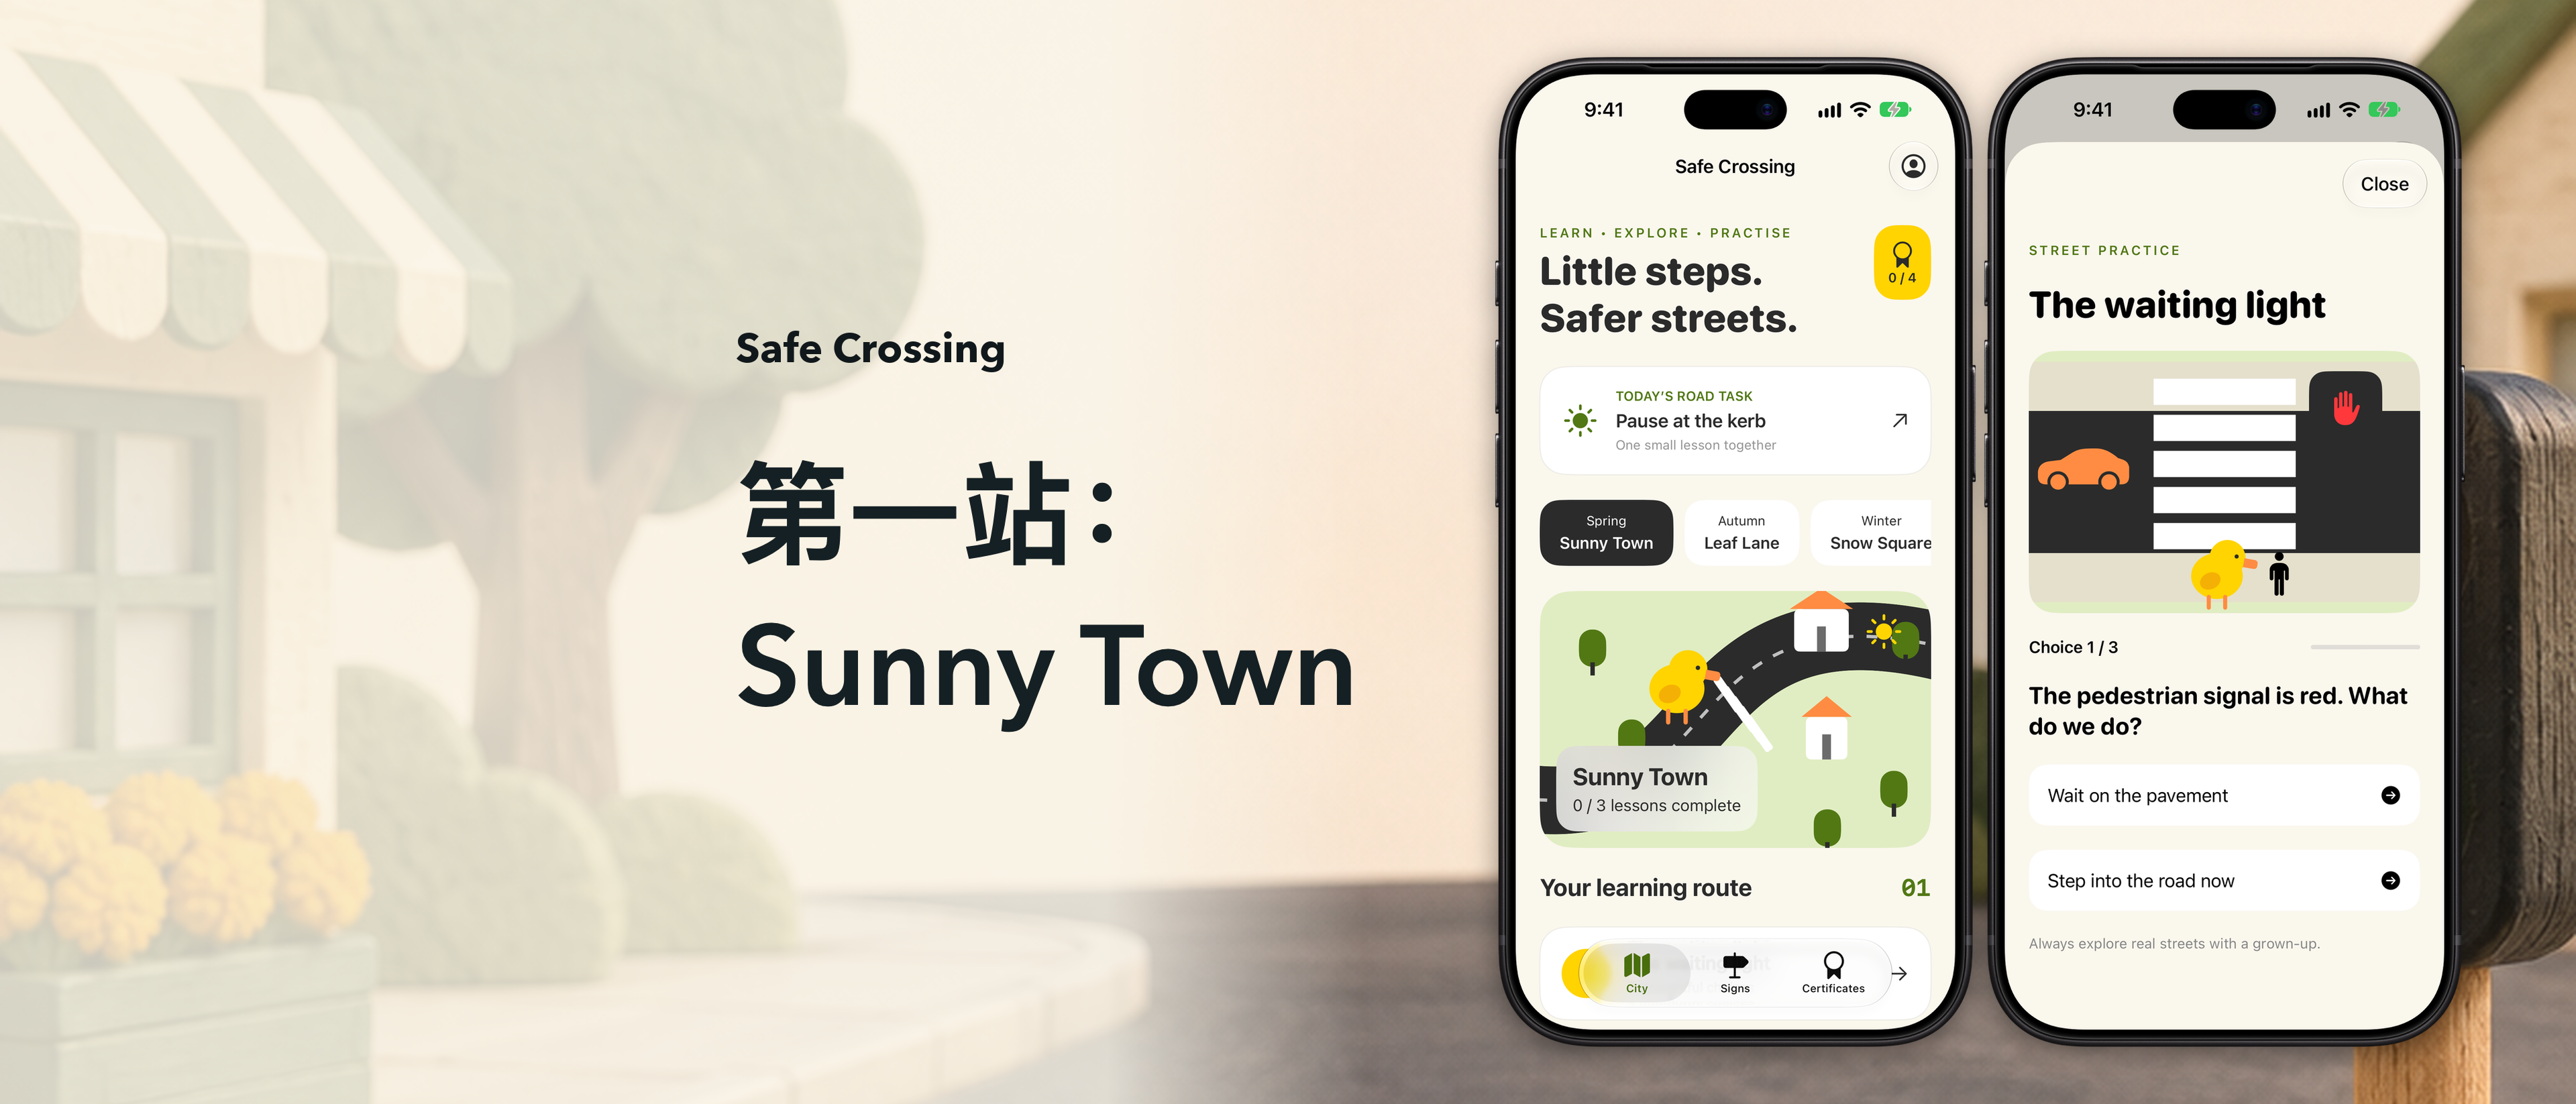 Safe Crossing
第一站：
Sunny Town
9:41
Safe Crossing
LEARN • EXPLORE • PRACTISE
Little steps.
Safer streets.
0 / 4
TODAY'S ROAD TASK
Pause at the kerb
One small lesson together
Spring
Sunny Town
Autumn
Leaf Lane
Winter
Snow Square
Sunny Town
0 / 3 lessons complete
Your learning route
01
City
Signs
Certificates
9:41
Close
STREET PRACTICE
The waiting light
Choice 1 / 3
The pedestrian signal is red. What
do we do?
Wait on the pavement
Step into the road now
Always explore real streets with a grown-up.